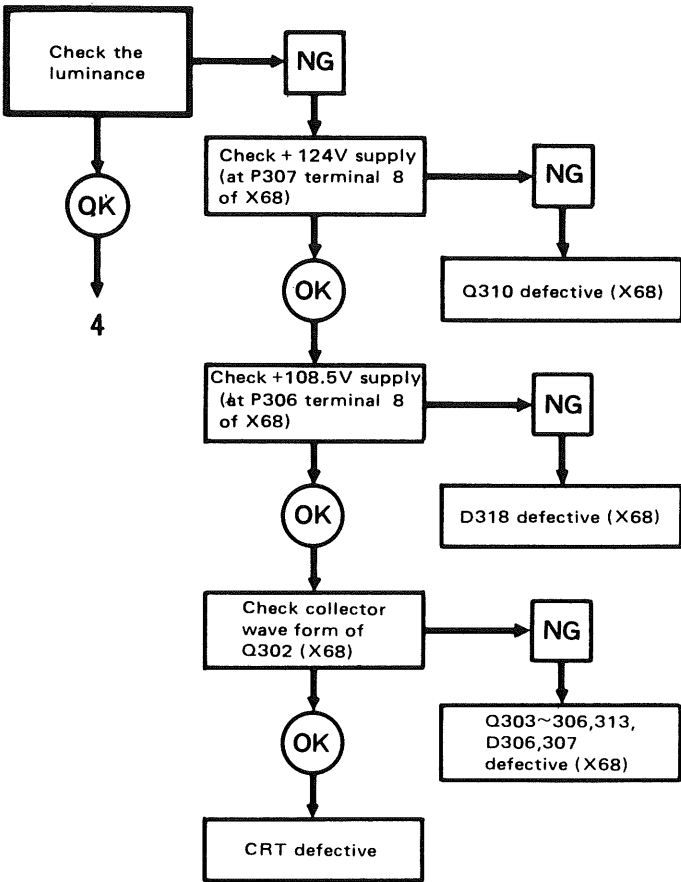 Check the
luminance
NG
OK
4
Check + 124V supply
(at P307 terminal 8
of X68)
NG
Q310 defective (X68)
OK
Check +108.5V supply
(at P306 terminal 8
of X68)
NG
D318 defective (X68)
OK
Check collector
wave form of
Q302 (X68)
NG
Q303~306,313,
D306,307
defective (X68)
OK
CRT defective